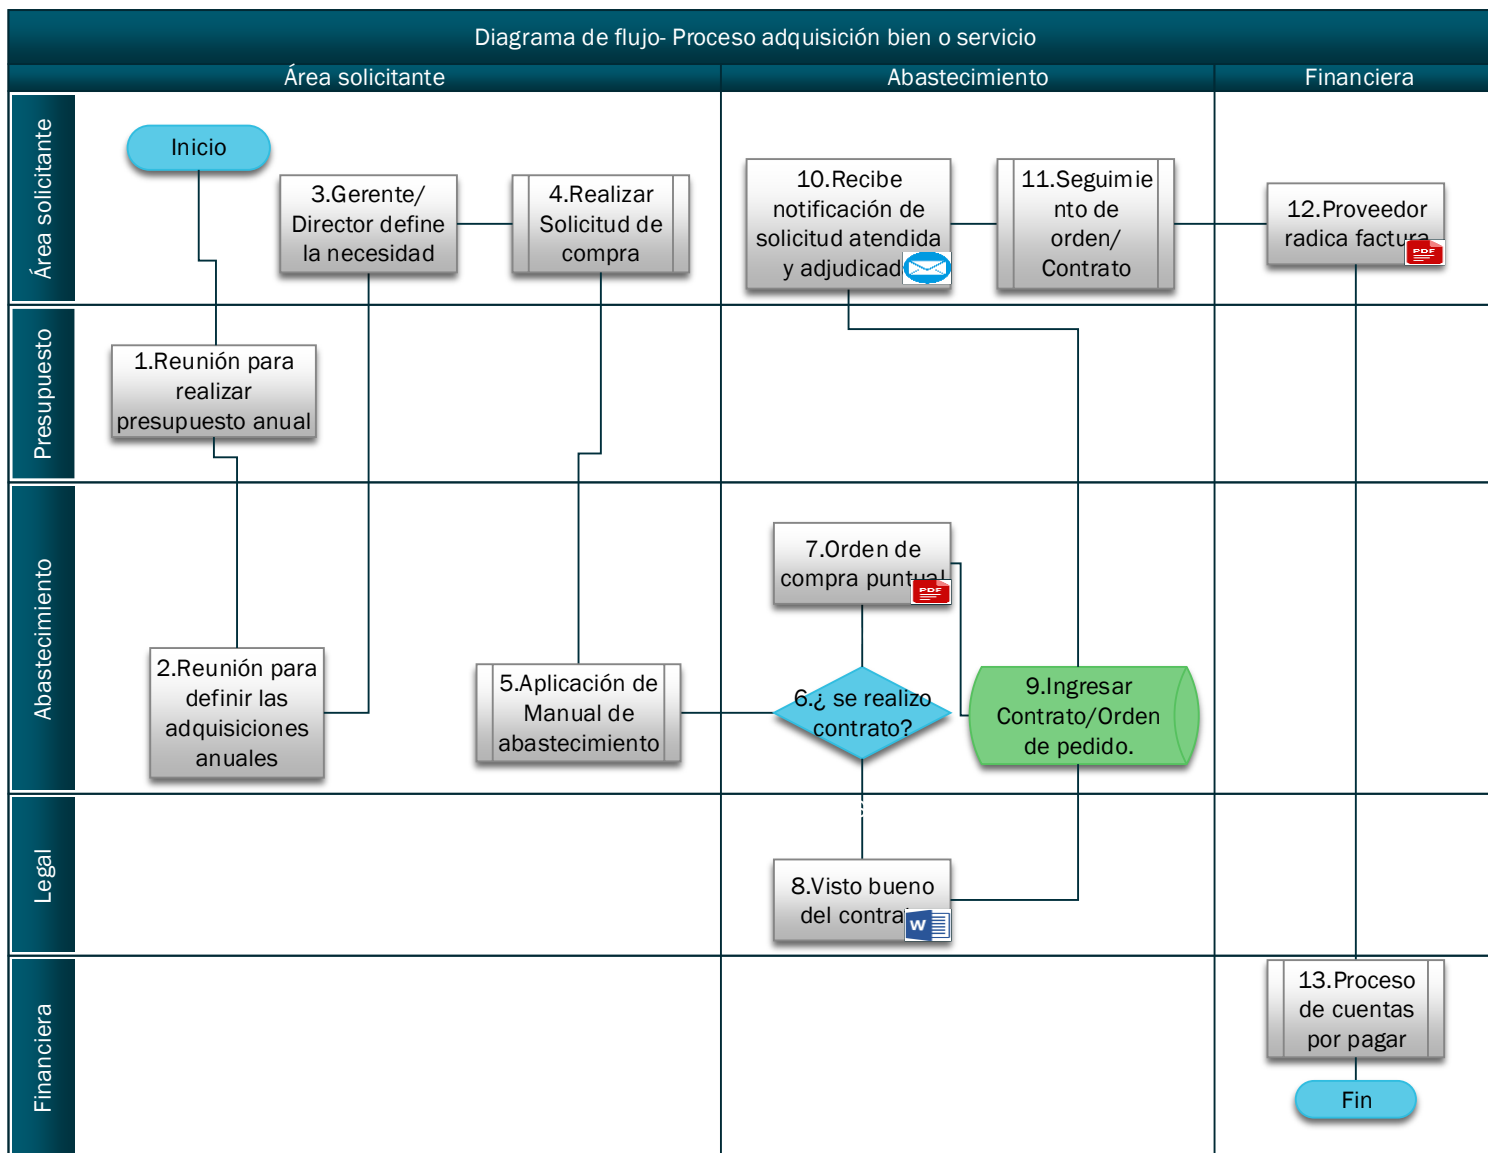 Diagrama de flujo- Proceso adquisición bien o servicio
Área solicitante
Abastecimiento
Financiera
Área solicitante
Inicio
3.Gerente/
Director define
la necesidad
4.Realizar
Solicitud de
compra
10.Recibe
notificación de
solicitud atendida
y adjudicad
11.Seguimie
nto de
orden/
Contrato
12.Proveedor
radica factura
PDF
Presupuesto
1.Reunión para
realizar
presupuesto anual
Abastecimiento
2.Reunión para
definir las
adquisiciones
anuales
5.Aplicación de
Manual de
abastecimiento
6.¿ se realizo
contrato?
7.Orden de
compra puntual
PDF
9.Ingresar
Contrato/Orden
de pedido.
Legal
8.Visto bueno
del contra
W
Financiera
13.Proceso
de cuentas
por pagar
Fin